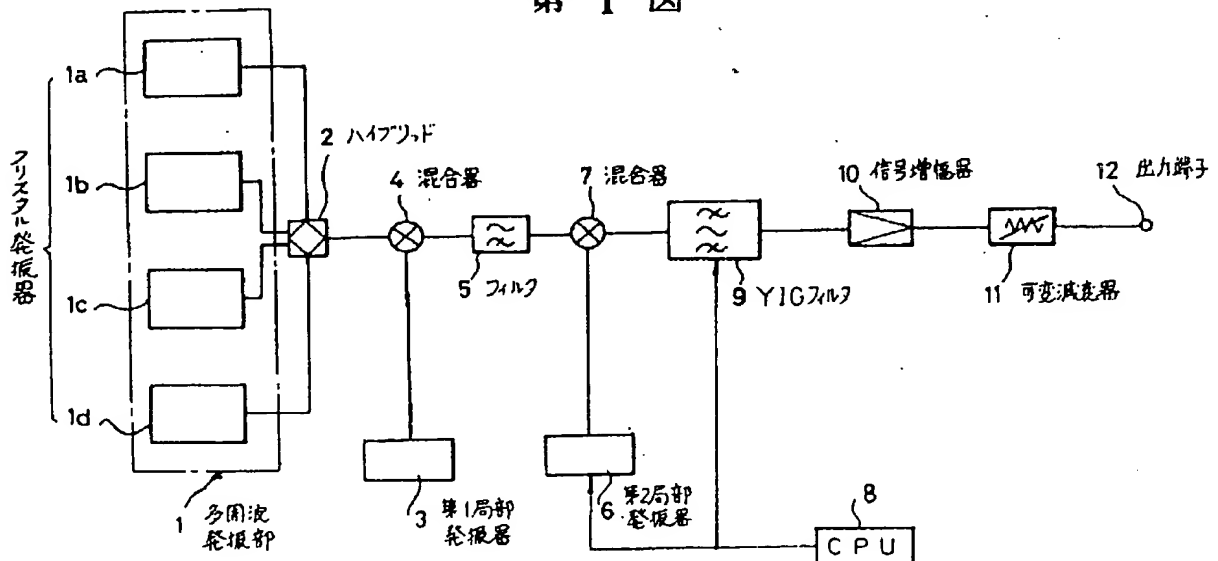 第 1 図
1a
1b
1c
1d
クリスタル発振器
1 多周波
発振部
2 ハイブリッド
3 第1局部
発振器
4 混合器
5 フィルタ
6 第2局部
発振器
7 混合器
8
CPU
9 YIGフィルタ
10 信号増幅器
11 可変減衰器
12 出力端子